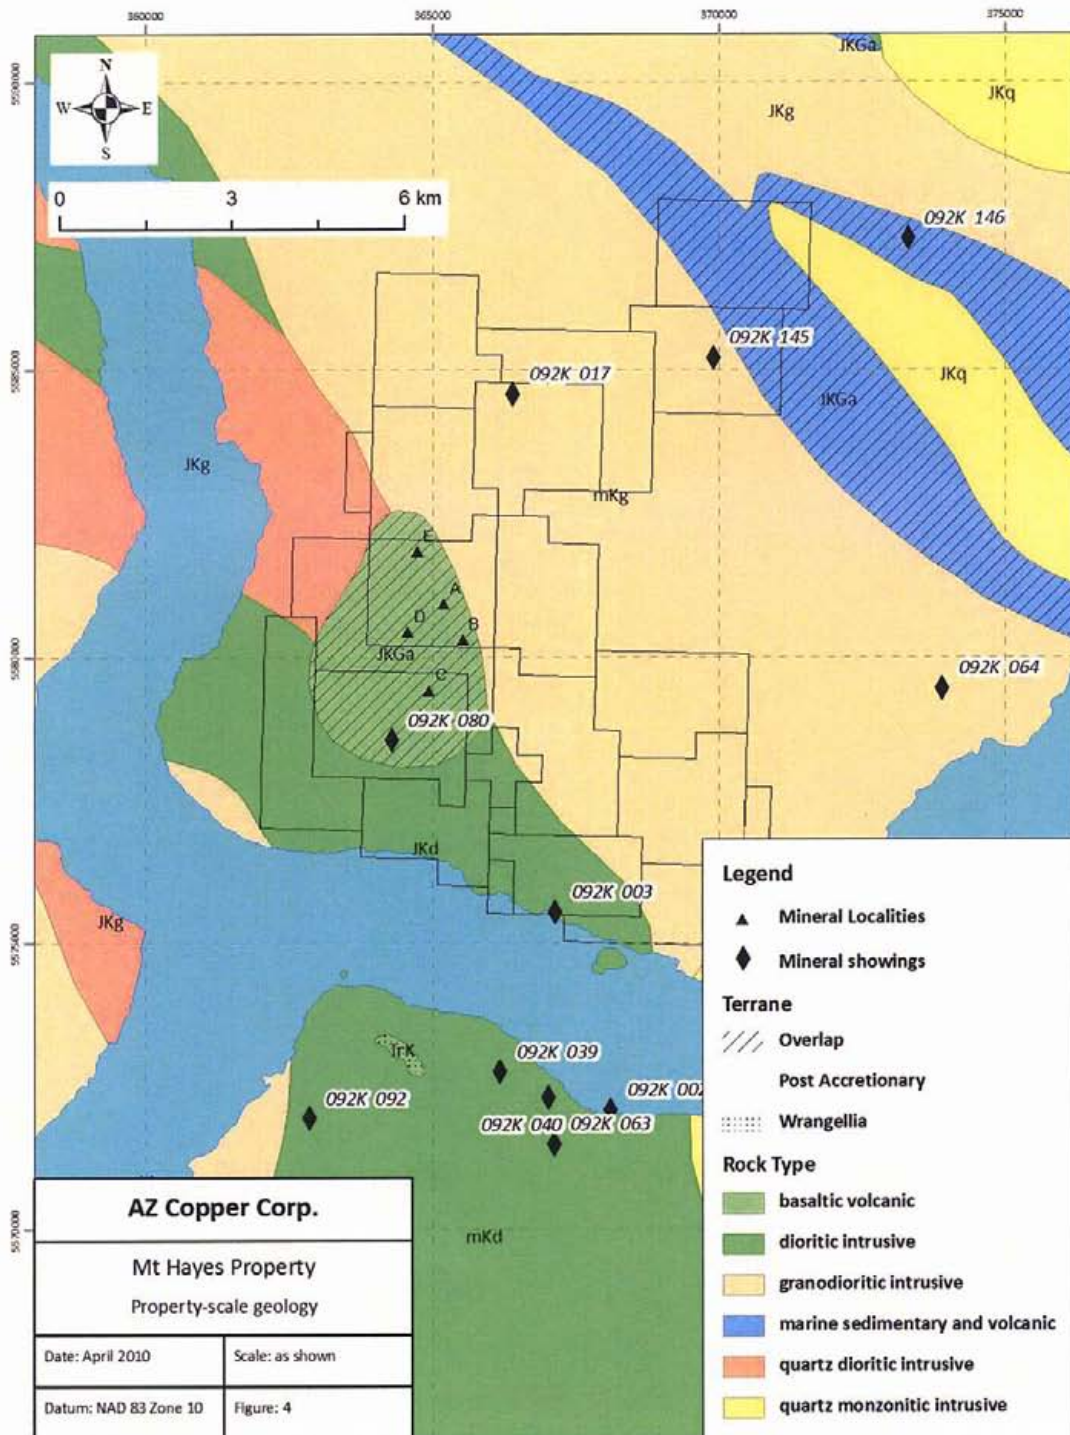 360000
365000
370000
375000
JKGa
5590000
N
W E
S
JKg
JKq
0 3 6 km
092K 146
092K 145
5585000
092K 017
JKq
JKGa
JKg
mKg
E
A
D
B
JKGa
5580000
092K 064
C
092K 080
JKd
092K 003
JKg
5575000
TrK
092K 039
092K 092
092K 002
092K 040
092K 063
5570000
mKd
Legend
Mineral Localities
Mineral showings
Terrane
Overlap
Post Accretionary
Wrangellia
Rock Type
basaltic volcanic
dioritic intrusive
granodioritic intrusive
marine sedimentary and volcanic
quartz dioritic intrusive
quartz monzonitic intrusive
AZ Copper Corp.
Mt Hayes Property
Property-scale geology
Date: April 2010
Scale: as shown
Datum: NAD 83 Zone 10
Figure: 4